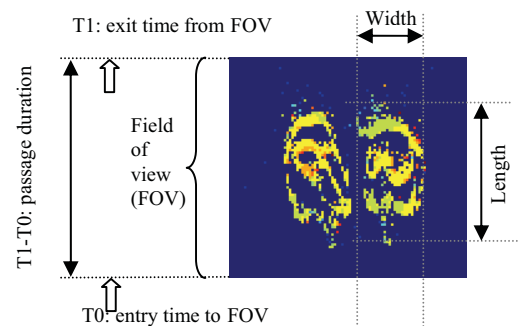 T1: exit time from FOV
Width
T1-T0: passage duration
Field
of
view
(FOV)
Length
T0: entry time to FOV